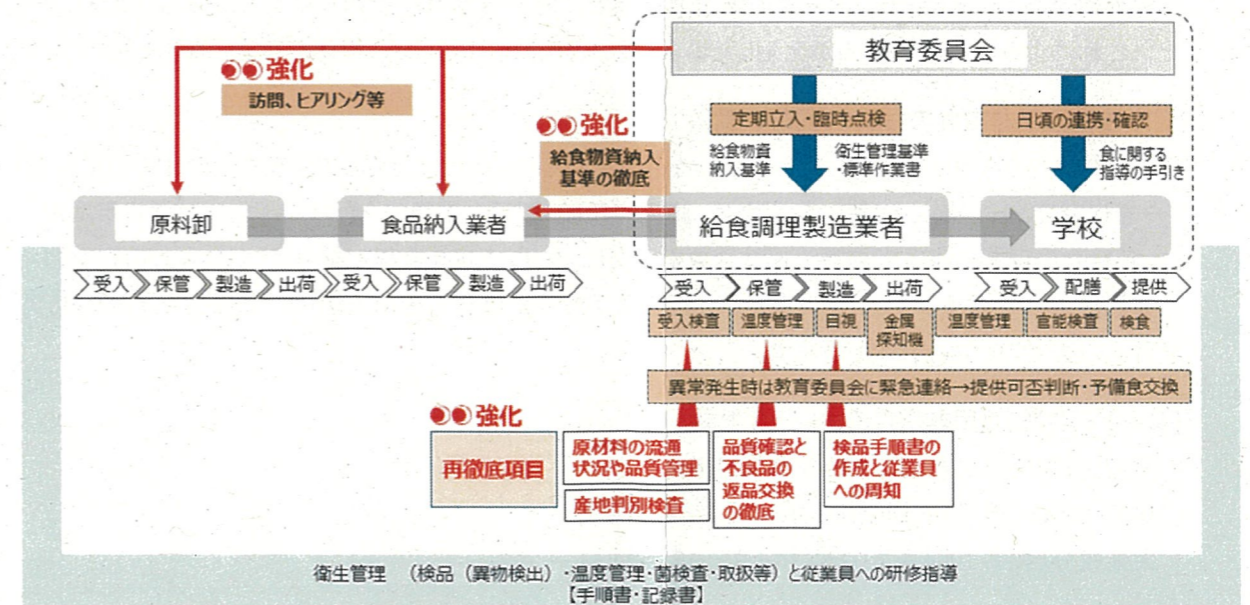 教育委員会
強化
訪問、ヒアリング等
強化
給食物資納入
基準の徹底
定期立入・臨時点検
日頃の連携・確認
給食物資
納入基準
衛生管理基準
・標準作業書
食に関する
指導の手引き
原料卸
食品納入業者
給食調理製造業者
学校
受入 保管 製造 出荷 受入 保管 製造 出荷
受入 保管 製造 出荷
受入 配膳 提供
受入検査
温度管理
目視
金属
探知機
温度管理
官能検査
検食
異常発生時は教育委員会に緊急連絡→提供可否判断・予備食交換
強化
再徹底項目
原材料の流通
状況や品質管理
産地判別検査
品質確認と
不良品の
返品交換
の徹底
検品手順書の
作成と従業員
への周知
衛生管理 （検品（異物検出）・温度管理・菌検査・取扱等）と従業員への研修指導
【手順書・記録書】